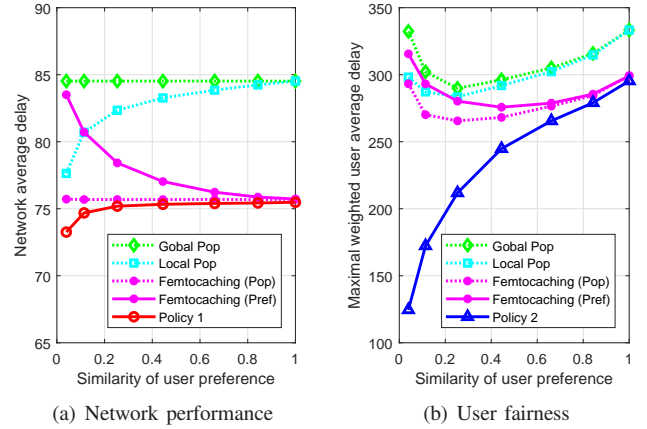 90
85
80
75
70
65
Network average delay
Gobal Pop
Local Pop
Femtocaching (Pop)
Femtocaching (Pref)
Policy 1
0 0.2 0.4 0.6 0.8 1
Similarity of user preference
(a) Network performance
350
300
250
200
150
100
Maximal weighted user average delay
Gobal Pop
Local Pop
Femtocaching (Pop)
Femtocaching (Pref)
Policy 2
0 0.2 0.4 0.6 0.8 1
Similarity of user preference
(b) User fairness